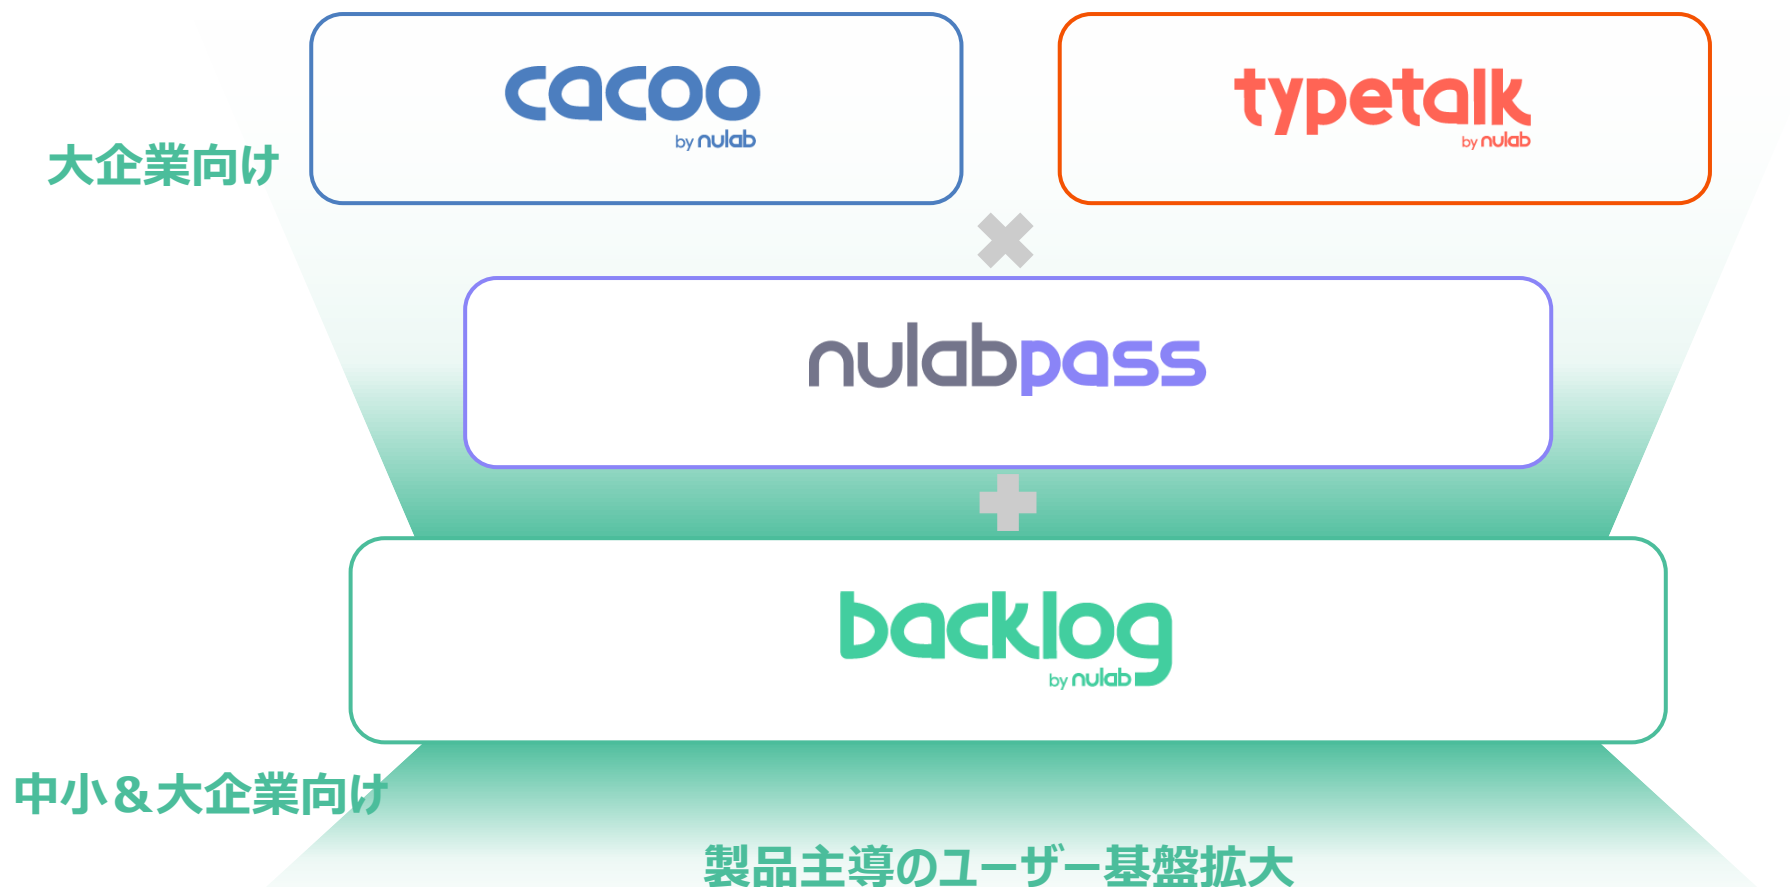 cacoo
by nulab
typetalk
by nulab
大企業向け
nulabpass
backlog
by nulab
中小＆大企業向け
製品主導のユーザー基盤拡大